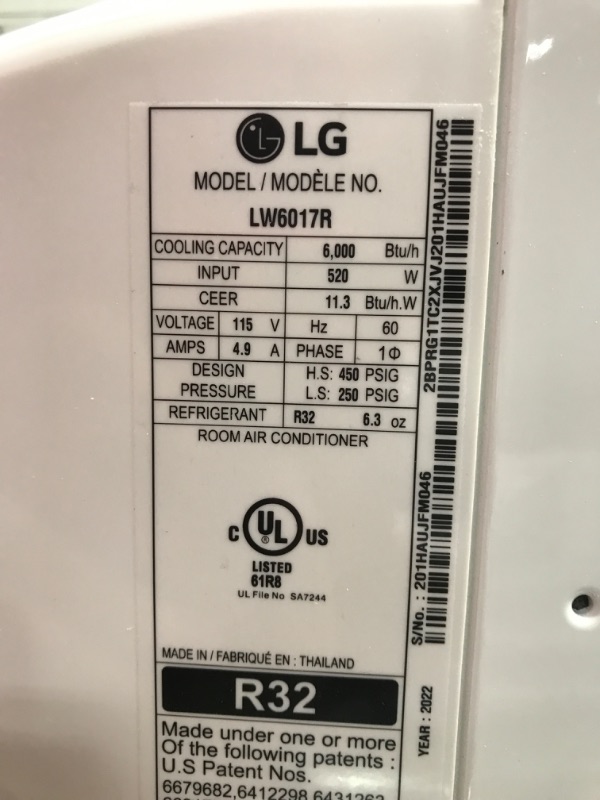 LG
MODEL / MODÈLE NO.
LW6017R
COOLING CAPACITY 6,000 Btu/h
INPUT 520 W
CEER 11.3 Btu/h.W
VOLTAGE 115 V Hz 60
AMPS 4.9 A PHASE 1Φ
DESIGN PRESSURE H.S: 450 PSIG
L.S: 250 PSIG
REFRIGERANT R32 6.3 oz
ROOM AIR CONDITIONER
C UL ® US
LISTED
61R8
UL File No SA7244
MADE IN / FABRIQUÉ EN : THAILAND
R32
Made under one or more
Of the following patents :
U.S Patent Nos.
6679682,6412298,6431262
2BPRG1TC2XJVJ201HAUJFM046
S/No. : 201HAUJFM046
YEAR : 2022